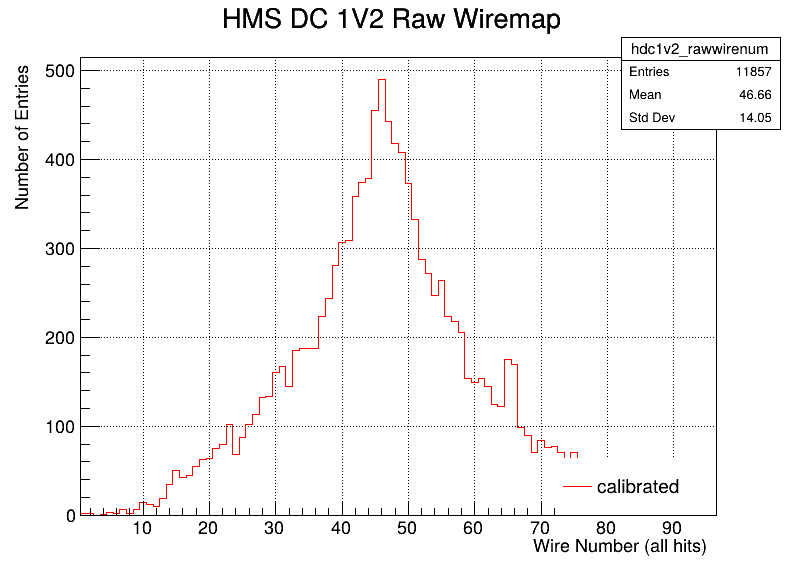 HMS DC 1V2 Raw Wiremap
hdc1v2_rawwirenum
Entries 11857
Mean 46.66
Std Dev 14.05
Number of Entries
500
400
300
200
100
0
calibrated
10 20 30 40 50 60 70 80 90
Wire Number (all hits)